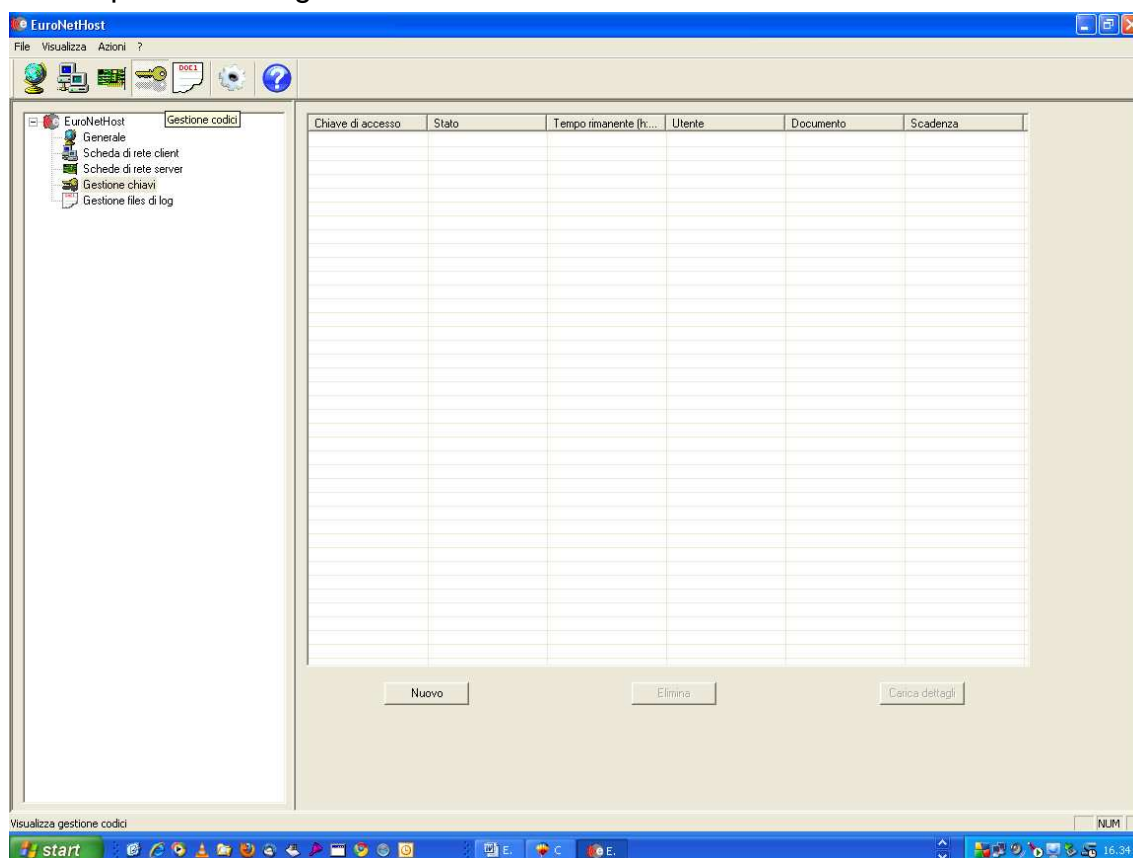 EuroNetHost
File Visualizza Azioni ?
DOC1
Gestione codici
EuroNetHost
Generale
Scheda di rete client
Schede di rete server
Gestione chiavi
Gestione files di log
Chiave di accesso Stato Tempo rimanente (h:... Utente Documento Scadenza
Nuovo Elimina Carica dettagli
Visualizza gestione codici NUM
start E. C E. 16.34